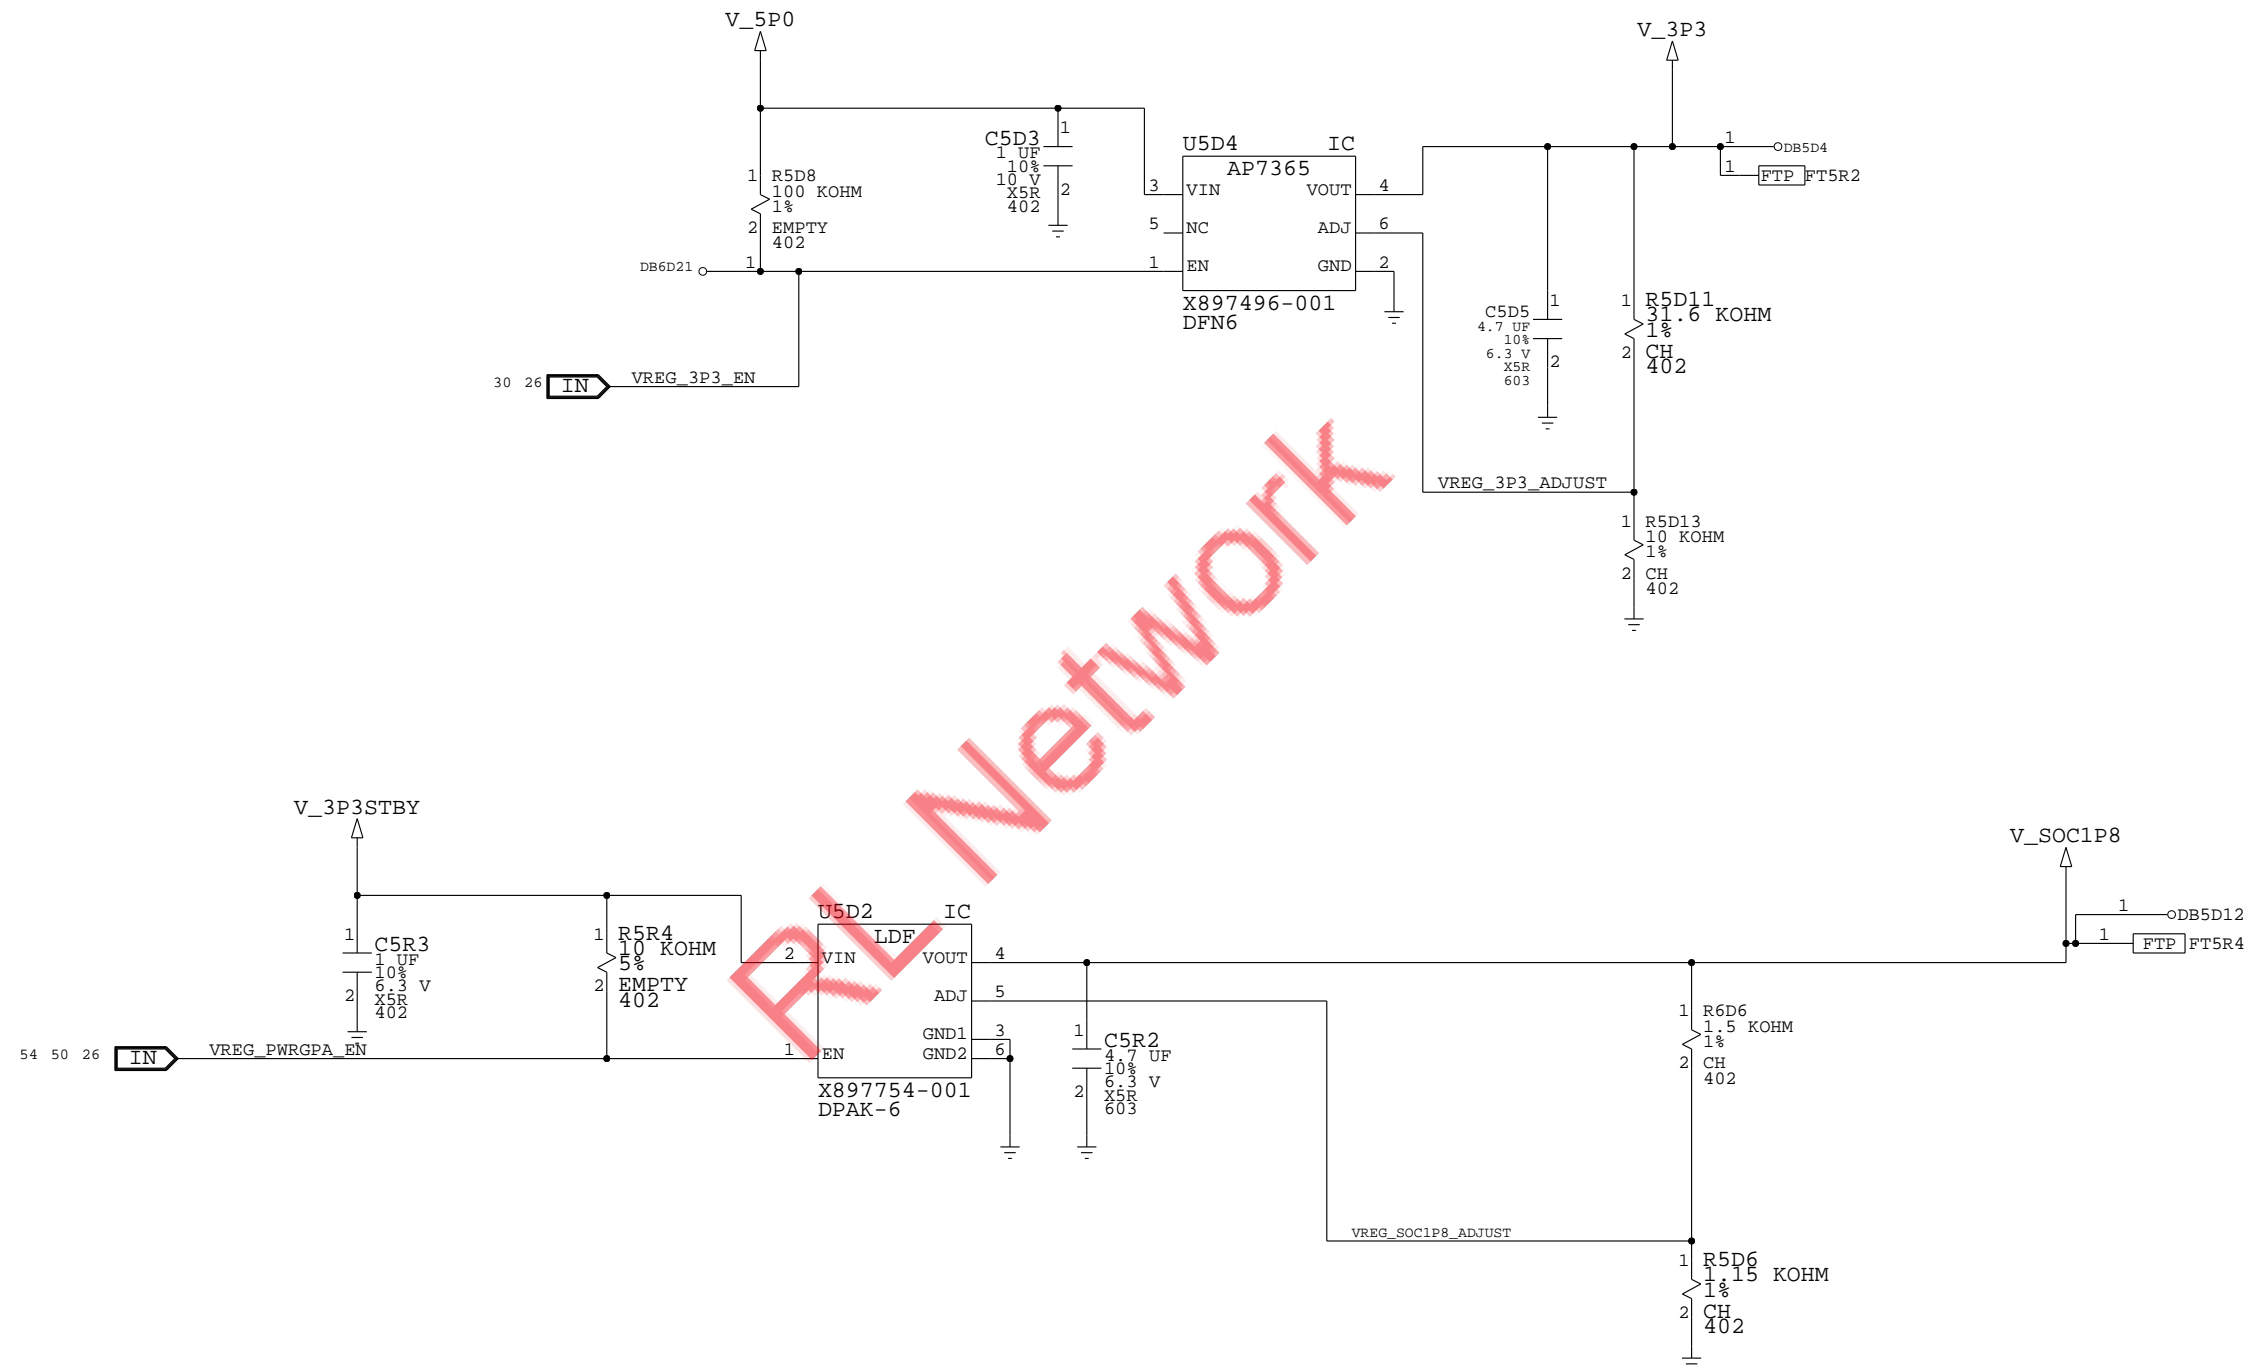 V_5P0
V_3P3
C5D3
1 UF
10%
10 V
X5R
402
1
2
U5D4 IC
AP7365
3 VIN VOUT 4
5 NC ADJ 6
1 EN GND 2
X897496-001
DFN6
1 DB5D4
1 FTP FT5R2
1 R5D8
100 KOHM
1%
2 EMPTY
402
DB6D21 1
30 26 IN VREG_3P3_EN
C5D5
4.7 UF
10%
6.3 V
X5R
603
1
2
1 R5D11
31.6 KOHM
1%
2 CH
402
VREG_3P3_ADJUST
1 R5D13
10 KOHM
1%
2 CH
402
RL Network
V_3P3STBY
V_SOC1P8
1 C5R3
1 UF
10%
2 6.3 V
X5R
402
1 R5R4
10 KOHM
5%
2 EMPTY
402
U5D2 IC
LDF
2 VIN VOUT 4
ADJ 5
GND1 3
1 EN GND2 6
X897754-001
DPAK-6
54 50 26 IN VREG_PWRGPA_EN
1 C5R2
4.7 UF
10%
6.3 V
2 X5R
603
1 DB5D12
1 FTP FT5R4
1 R6D6
1.5 KOHM
1%
2 CH
402
VREG_SOC1P8_ADJUST
1 R5D6
1.15 KOHM
1%
2 CH
402